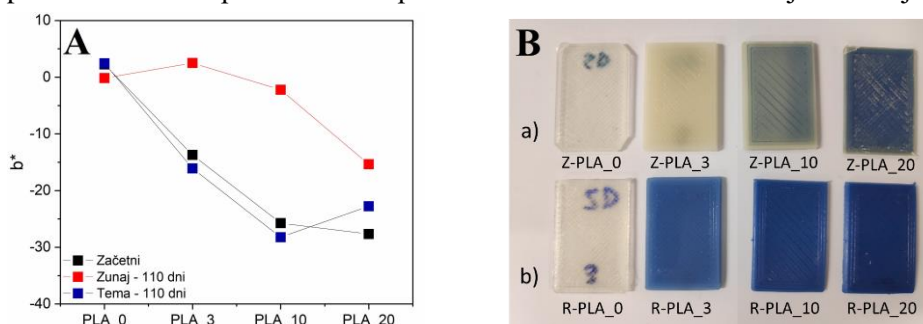 A
10
0
-10
-20
-30
-40
b*
Začetni
Zunaj - 110 dni
Tema - 110 dni
PLA_0 PLA_3 PLA_10 PLA_20
B
a)
Z-PLA_0 Z-PLA_3 Z-PLA_10 Z-PLA_20
b)
R-PLA_0 R-PLA_3 R-PLA_10 R-PLA_20